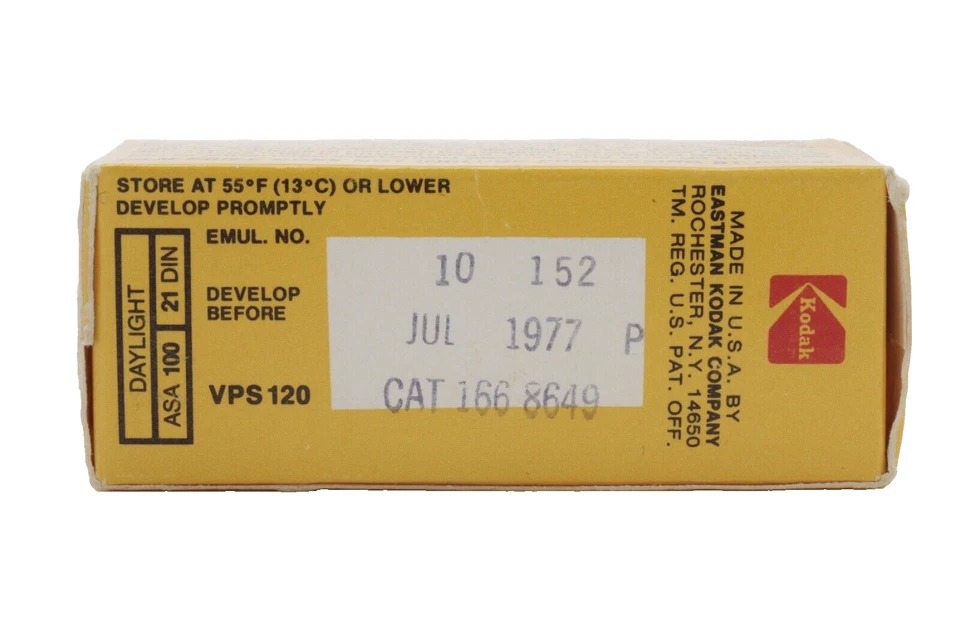 STORE AT 55°F (13°C) OR LOWER
DEVELOP PROMPTLY
DAYLIGHT
ASA 100 21 DIN
EMUL. NO.
10 152
DEVELOP
BEFORE
JUL 1977 P
VPS 120
CAT 166 8649
MADE IN U.S.A. BY
EASTMAN KODAK COMPANY
ROCHESTER, N.Y. 14650
TM. REG. U.S. PAT. OFF.
Kodak